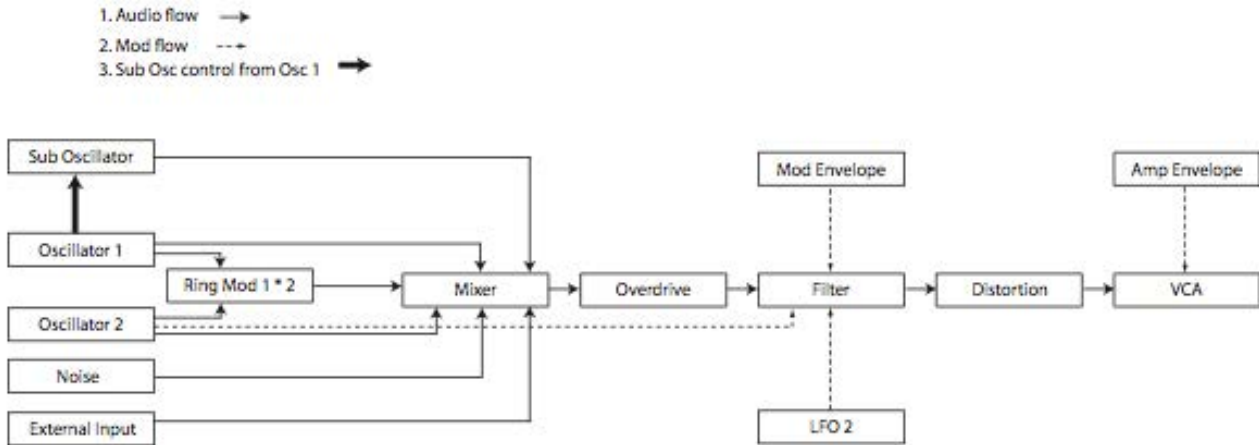 1. Audio flow
2. Mod flow
3. Sub Osc control from Osc 1
Sub Oscillator
Mod Envelope
Amp Envelope
Oscillator 1
Ring Mod 1 * 2
Mixer
Overdrive
Filter
Distortion
VCA
Oscillator 2
Noise
External Input
LFO 2